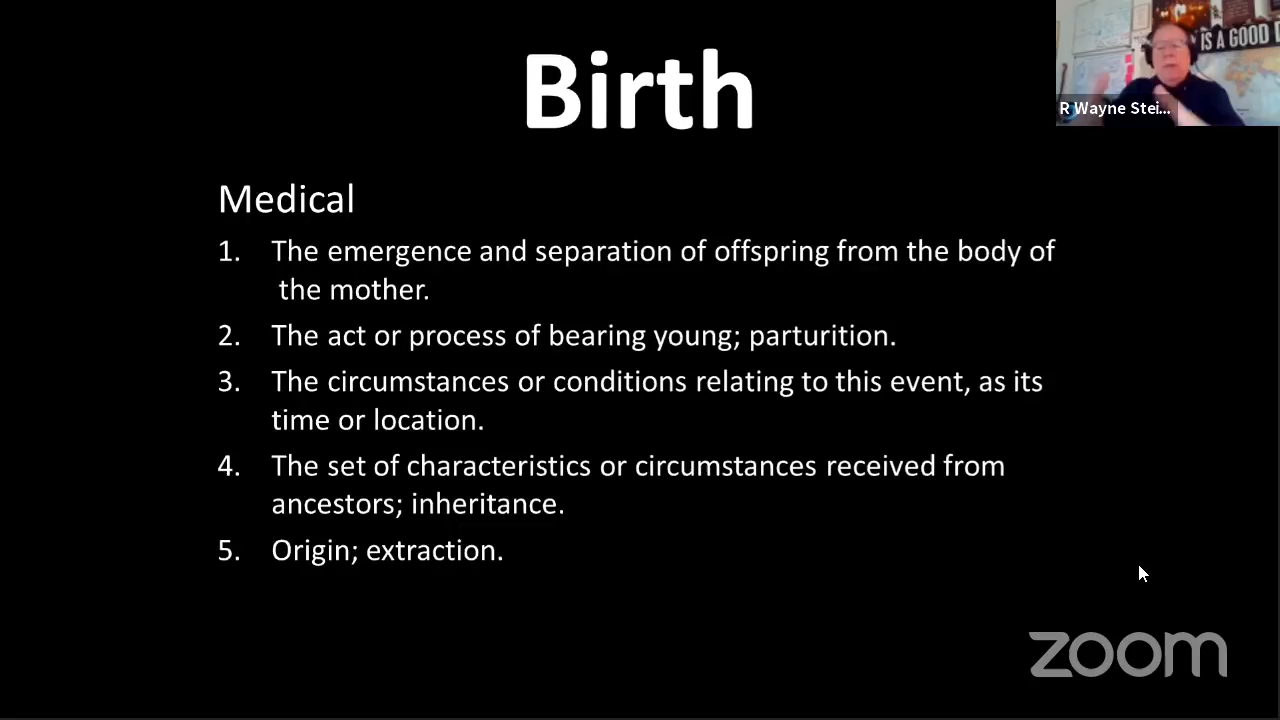 Birth
IS A GOOD
R Wayne Stei...
Medical
1. The emergence and separation of offspring from the body of
the mother.
2. The act or process of bearing young; parturition.
3. The circumstances or conditions relating to this event, as its
time or location.
4. The set of characteristics or circumstances received from
ancestors; inheritance.
5. Origin; extraction.
zoom